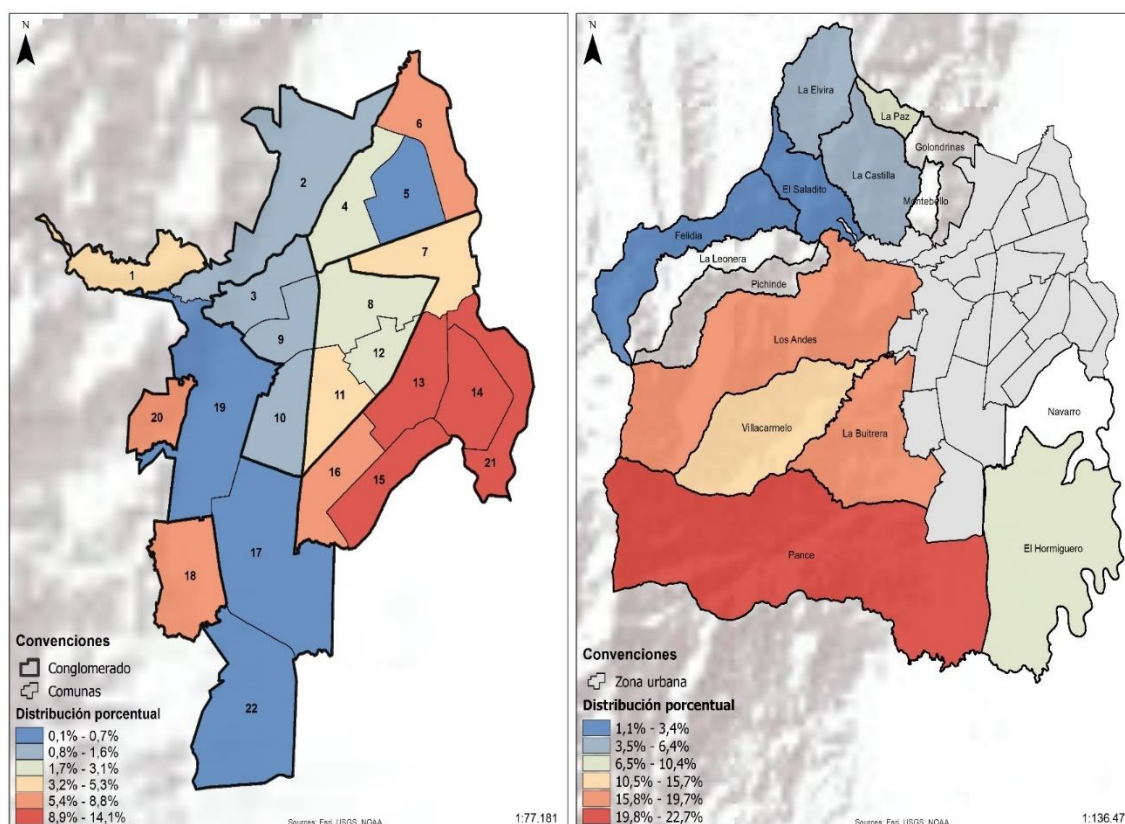 N
6
2
5
4
7
1
3
8
9
12
13
14
11
20
19
10
21
16
15
17
18
22
Convenciones
Conglomerado
Comunas
Distribución porcentual
0,1% - 0,7%
0,8% - 1,6%
1,7% - 3,1%
3,2% - 5,3%
5,4% - 8,8%
8,9% - 14,1%
Sources: Esri, USGS, NOAA
1:77.181
N
La Elvira
La Paz
Golondrinas
La Castilla
El Saladito
Montebello
Felidia
La Leonera
Pichinde
Los Andes
Navarro
Villacarmelo
La Buitrera
El Hormiguero
Pance
Convenciones
Zona urbana
Distribución porcentual
1,1% - 3,4%
3,5% - 6,4%
6,5% - 10,4%
10,5% - 15,7%
15,8% - 19,7%
19,8% - 22,7%
Sources: Esri, USGS, NOAA
1:136.47